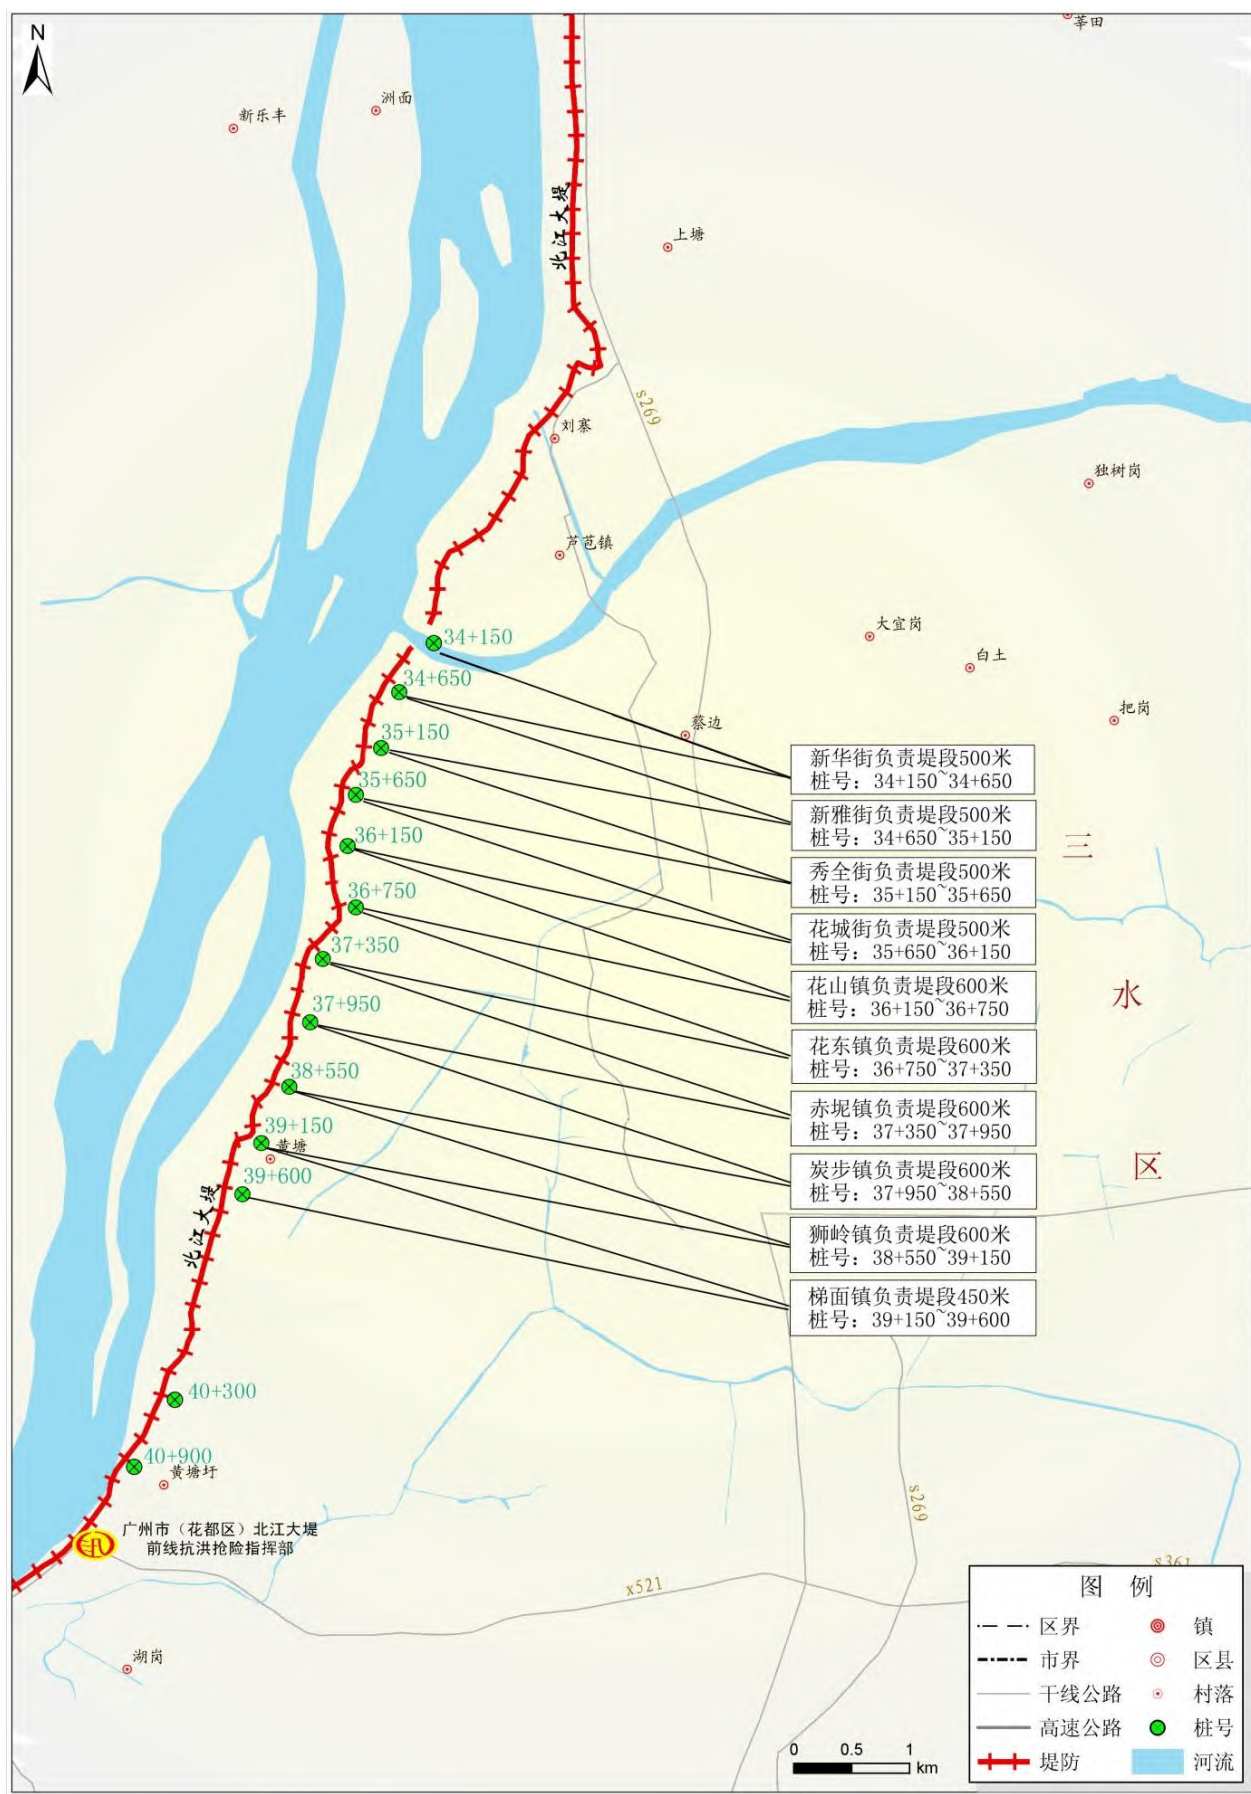 N
莘田
洲面
新乐丰
北江大堤
上塘
s269
刘寨
独树岗
芦苞镇
大宜岗
白土
把岗
蔡边
34+150
34+650
35+150
35+650
36+150
36+750
37+350
37+950
38+550
39+150
黄塘
39+600
北江大堤
40+300
40+900
黄塘圩
新华街负责堤段500米
桩号：34+150~34+650
新雅街负责堤段500米
桩号：34+650~35+150
秀全街负责堤段500米
桩号：35+150~35+650
花城街负责堤段500米
桩号：35+650~36+150
花山镇负责堤段600米
桩号：36+150~36+750
花东镇负责堤段600米
桩号：36+750~37+350
赤坭镇负责堤段600米
桩号：37+350~37+950
炭步镇负责堤段600米
桩号：37+950~38+550
狮岭镇负责堤段600米
桩号：38+550~39+150
梯面镇负责堤段450米
桩号：39+150~39+600
三
水
区
广州市（花都区）北江大堤
前线抗洪抢险指挥部
s269
s361
x521
湖岗
0 0.5 1
km
图 例
区界 镇
市界 区县
干线公路 村落
高速公路 桩号
堤防 河流